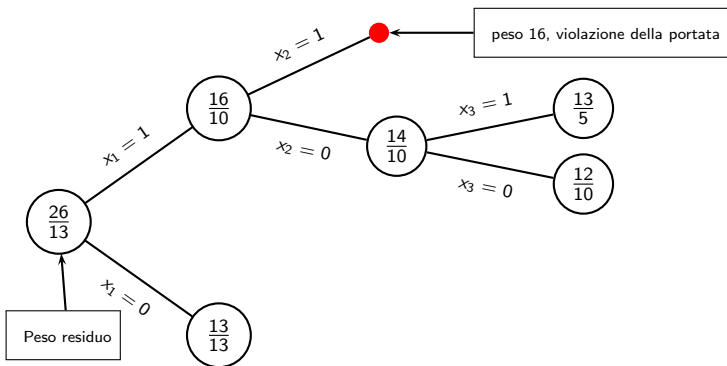 x₂ = 1
peso 16, violazione della portata
16
10
x₃ = 1
13
5
x₁ = 1
x₂ = 0
14
10
x₃ = 0
12
10
26
13
x₁ = 0
Peso residuo
13
13